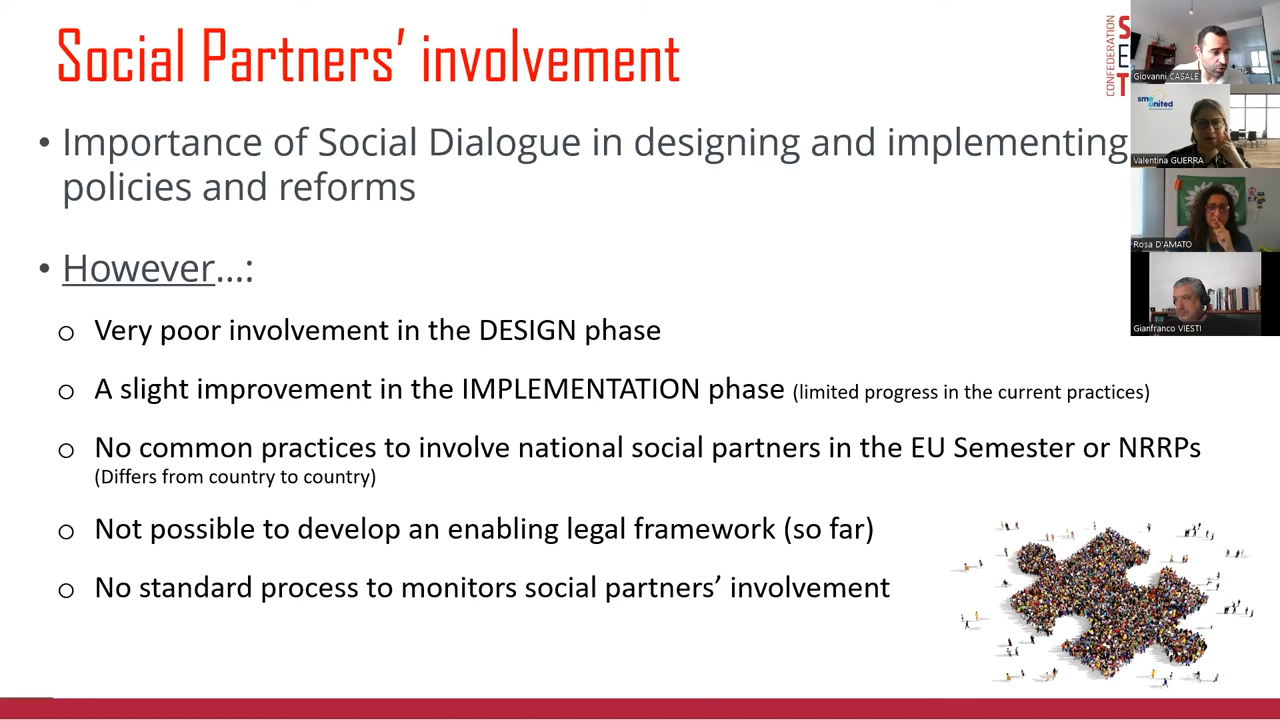 Social Partners’ involvement
CONFEDERATION
S
E
T
• Importance of Social Dialogue in designing and implementing
policies and reforms
• However…:
o Very poor involvement in the DESIGN phase
o A slight improvement in the IMPLEMENTATION phase (limited progress in the current practices)
o No common practices to involve national social partners in the EU Semester or NRRPs
(Differs from country to country)
o Not possible to develop an enabling legal framework (so far)
o No standard process to monitors social partners’ involvement
Giovanni CASALE
sme united
Valentina GUERRA
Rosa D'AMATO
Gianfranco VIESTI